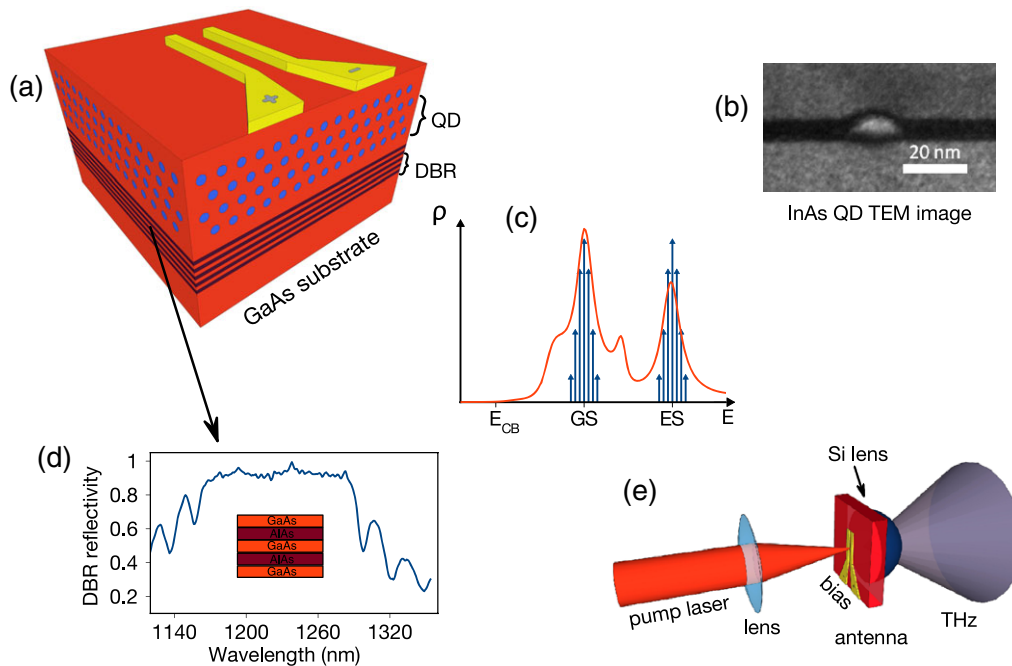 (a)
+
-
QD
DBR
GaAs substrate
(b)
20 nm
InAs QD TEM image
(c)
ρ
E_CB
GS
ES
E
(d)
DBR reflectivity
1
0.8
0.6
0.4
0.2
GaAs
AlAs
GaAs
AlAs
GaAs
1140
1200
1260
1320
Wavelength (nm)
(e)
Si lens
pump laser
lens
bias
antenna
THz